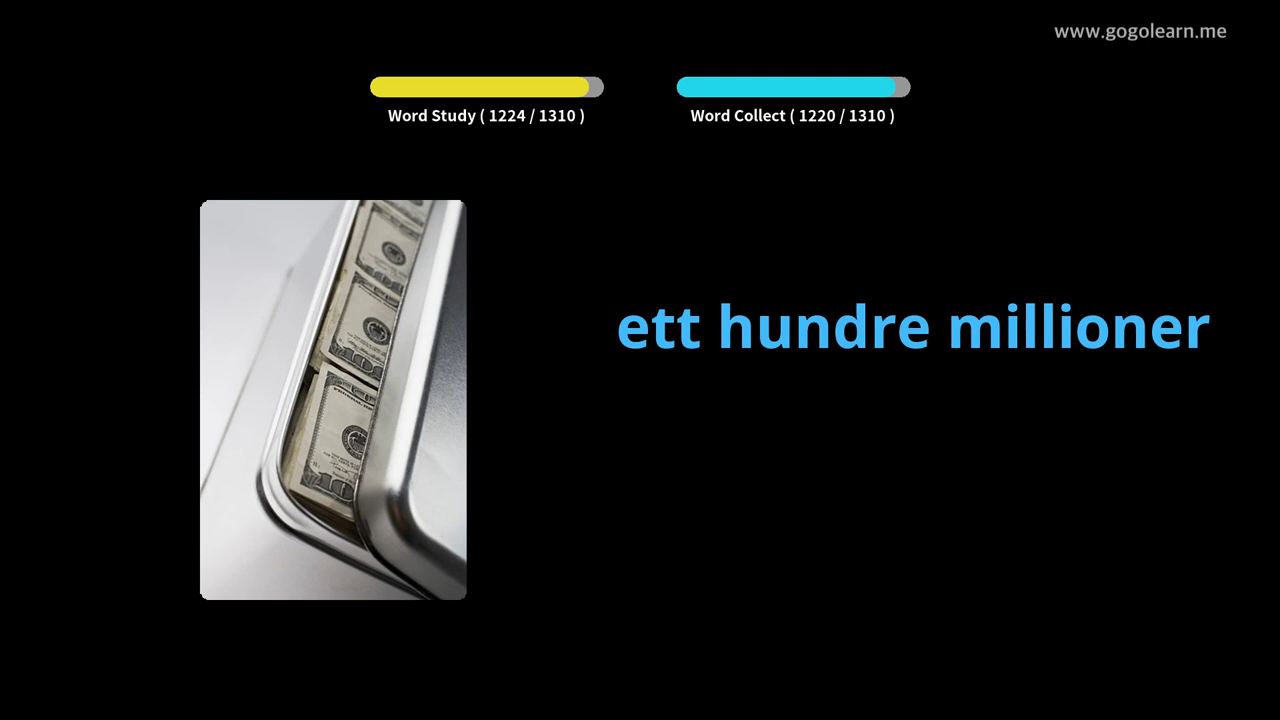 www.gogolearn.me
Word Study ( 1224 / 1310 )
Word Collect ( 1220 / 1310 )
ett hundre millioner